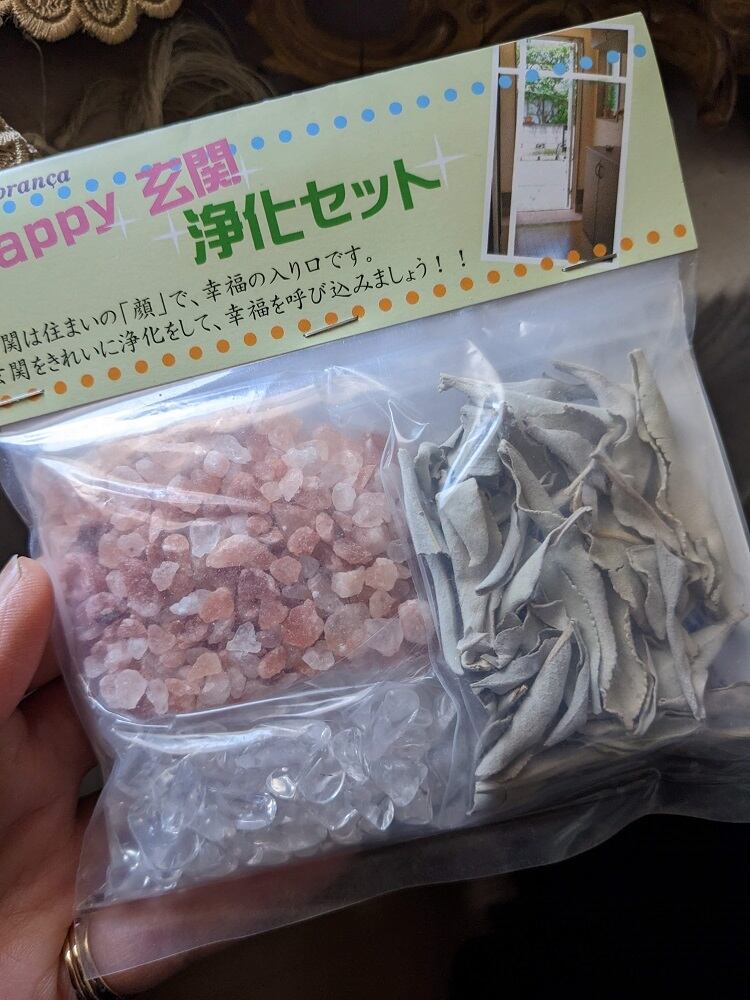 brança
appy 玄関
浄化セット
関は住まいの「顔」で、幸福の入り口です。
玄関をきれいに浄化をして、幸福を呼び込みましょう！！